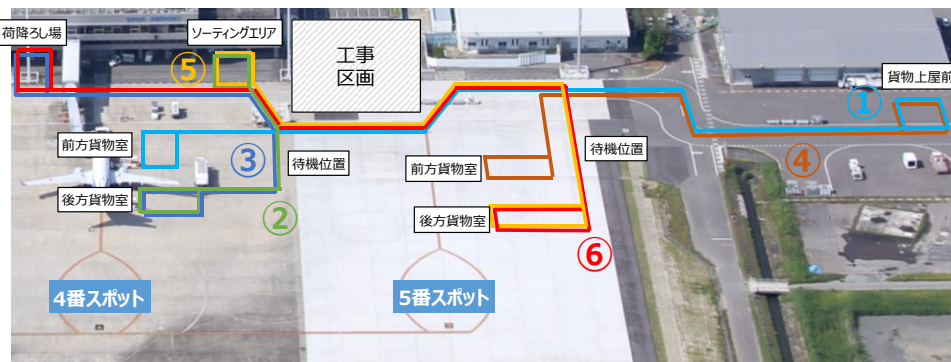 荷降ろし場
ソーティングエリア
工事
区画
貨物上屋前
⑤
①
前方貨物室
③
待機位置
前方貨物室
待機位置
④
後方貨物室
②
後方貨物室
⑥
4番スポット
5番スポット